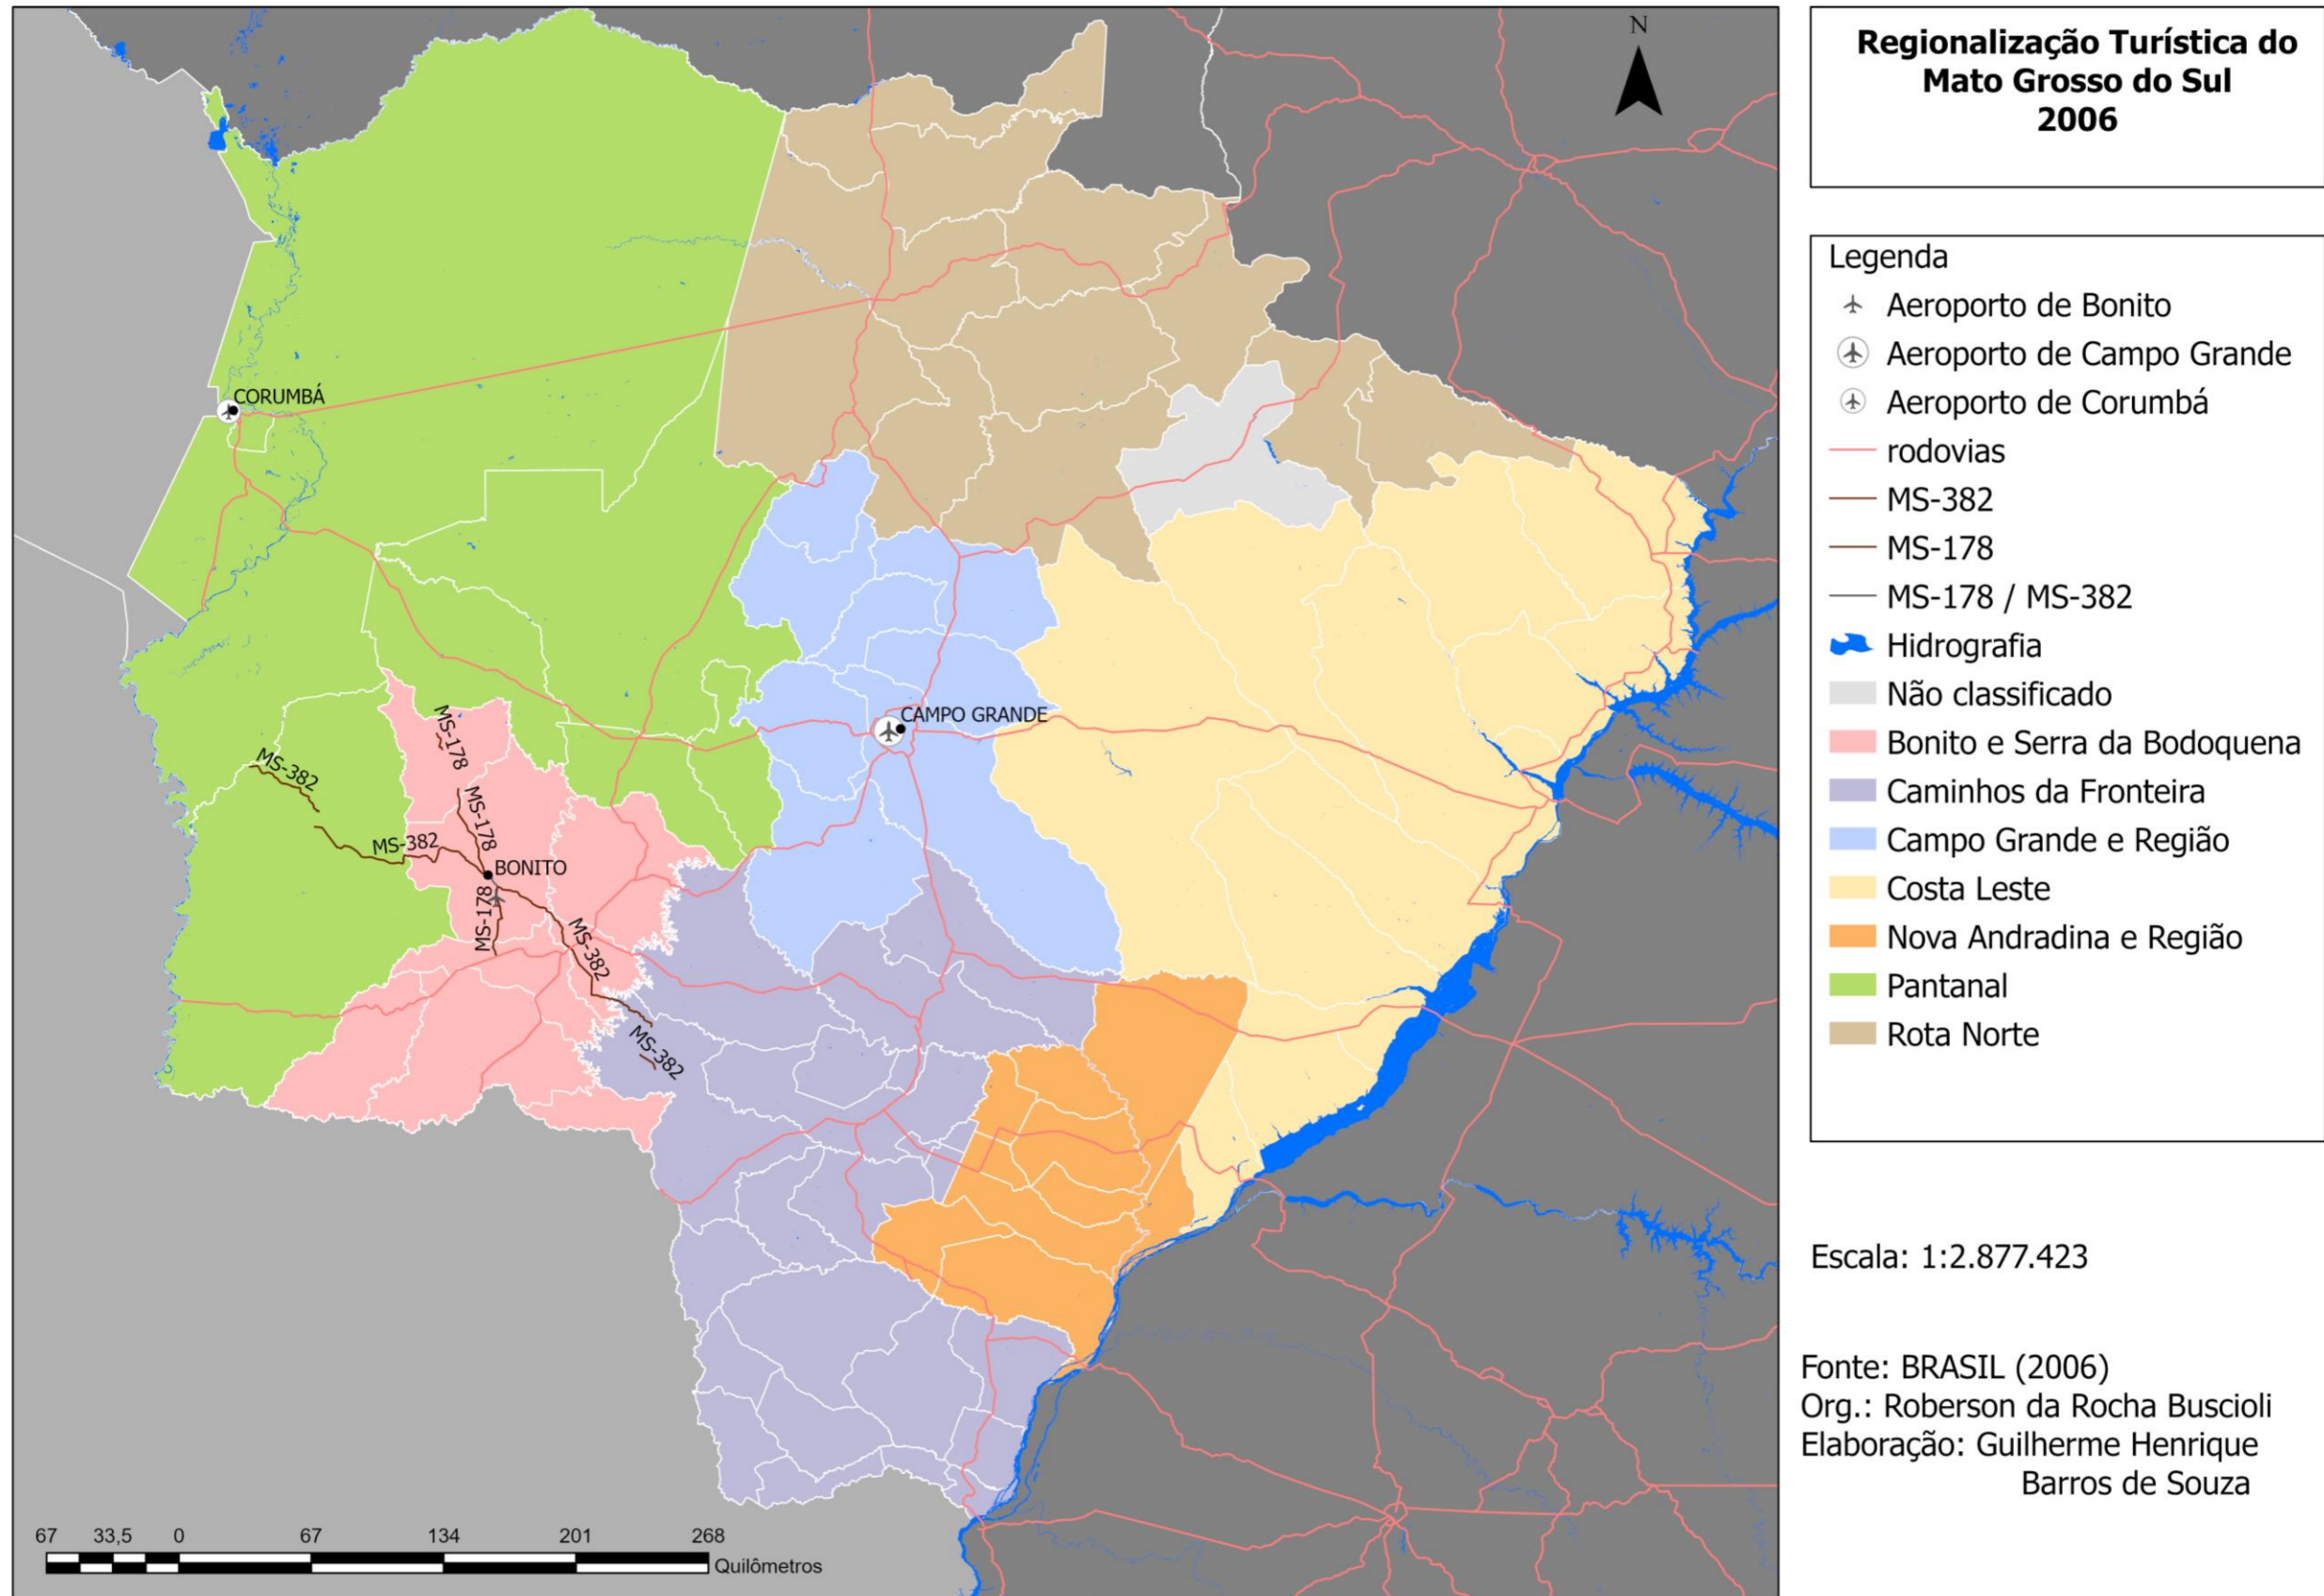 Regionalização Turística do
Mato Grosso do Sul
2006
N
Legenda
Aeroporto de Bonito
Aeroporto de Campo Grande
Aeroporto de Corumbá
rodovias
MS-382
MS-178
MS-178 / MS-382
Hidrografia
Não classificado
Bonito e Serra da Bodoquena
Caminhos da Fronteira
Campo Grande e Região
Costa Leste
Nova Andradina e Região
Pantanal
Rota Norte
CORUMBÁ
CAMPO GRANDE
MS-178
MS-382
MS-178
MS-382
BONITO
MS-178
MS-382
MS-382
67 33,5 0 67 134 201 268
Quilômetros
Escala: 1:2.877.423
Fonte: BRASIL (2006)
Org.: Roberson da Rocha Buscioli
Elaboração: Guilherme Henrique
Barros de Souza